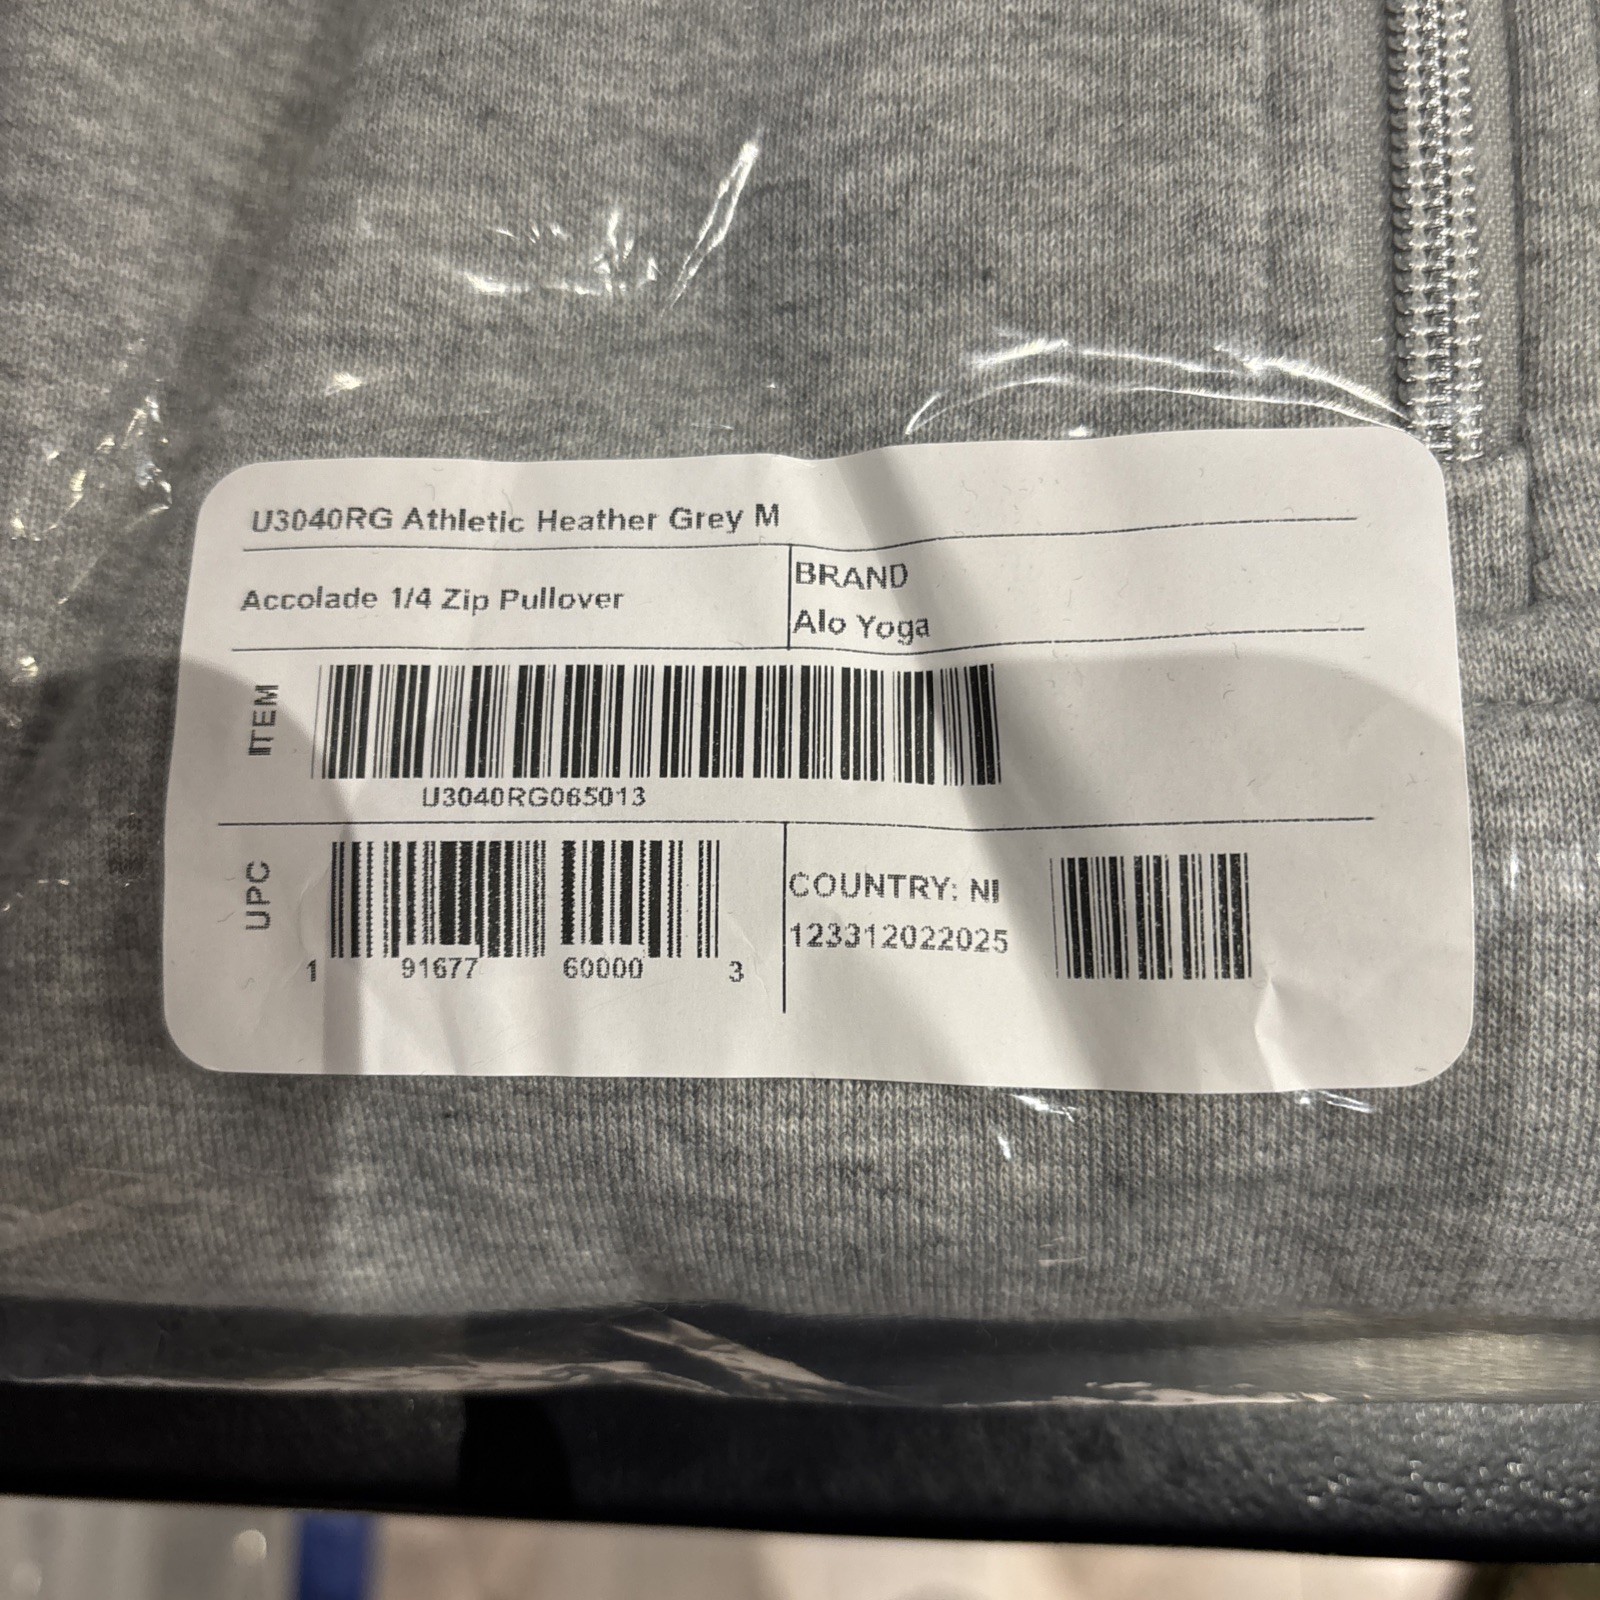 U3040RG Athletic Heather Grey M
Accolade 1/4 Zip Pullover
BRAND
Alo Yoga
ITEM
U3040RG065013
UPC
1 91677 60000 3
COUNTRY: NI
123312022025